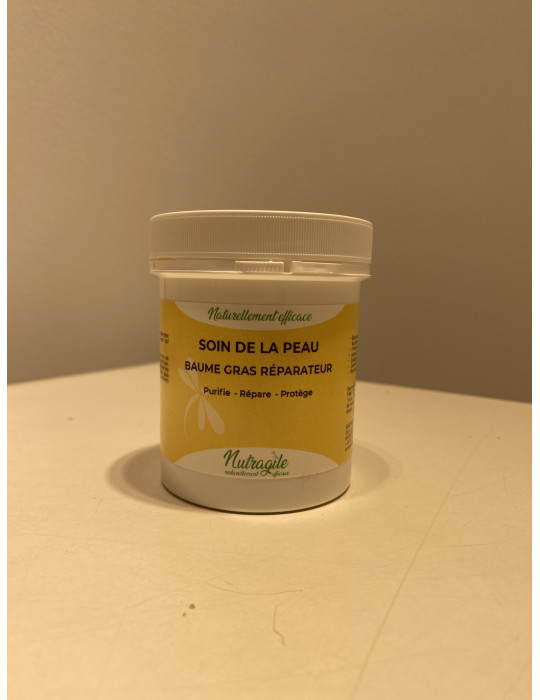 Naturellement efficace
SOIN DE LA PEAU
BAUME GRAS RÉPARATEUR
Purifie - Répare - Protège
Nutragile
naturellement efficace